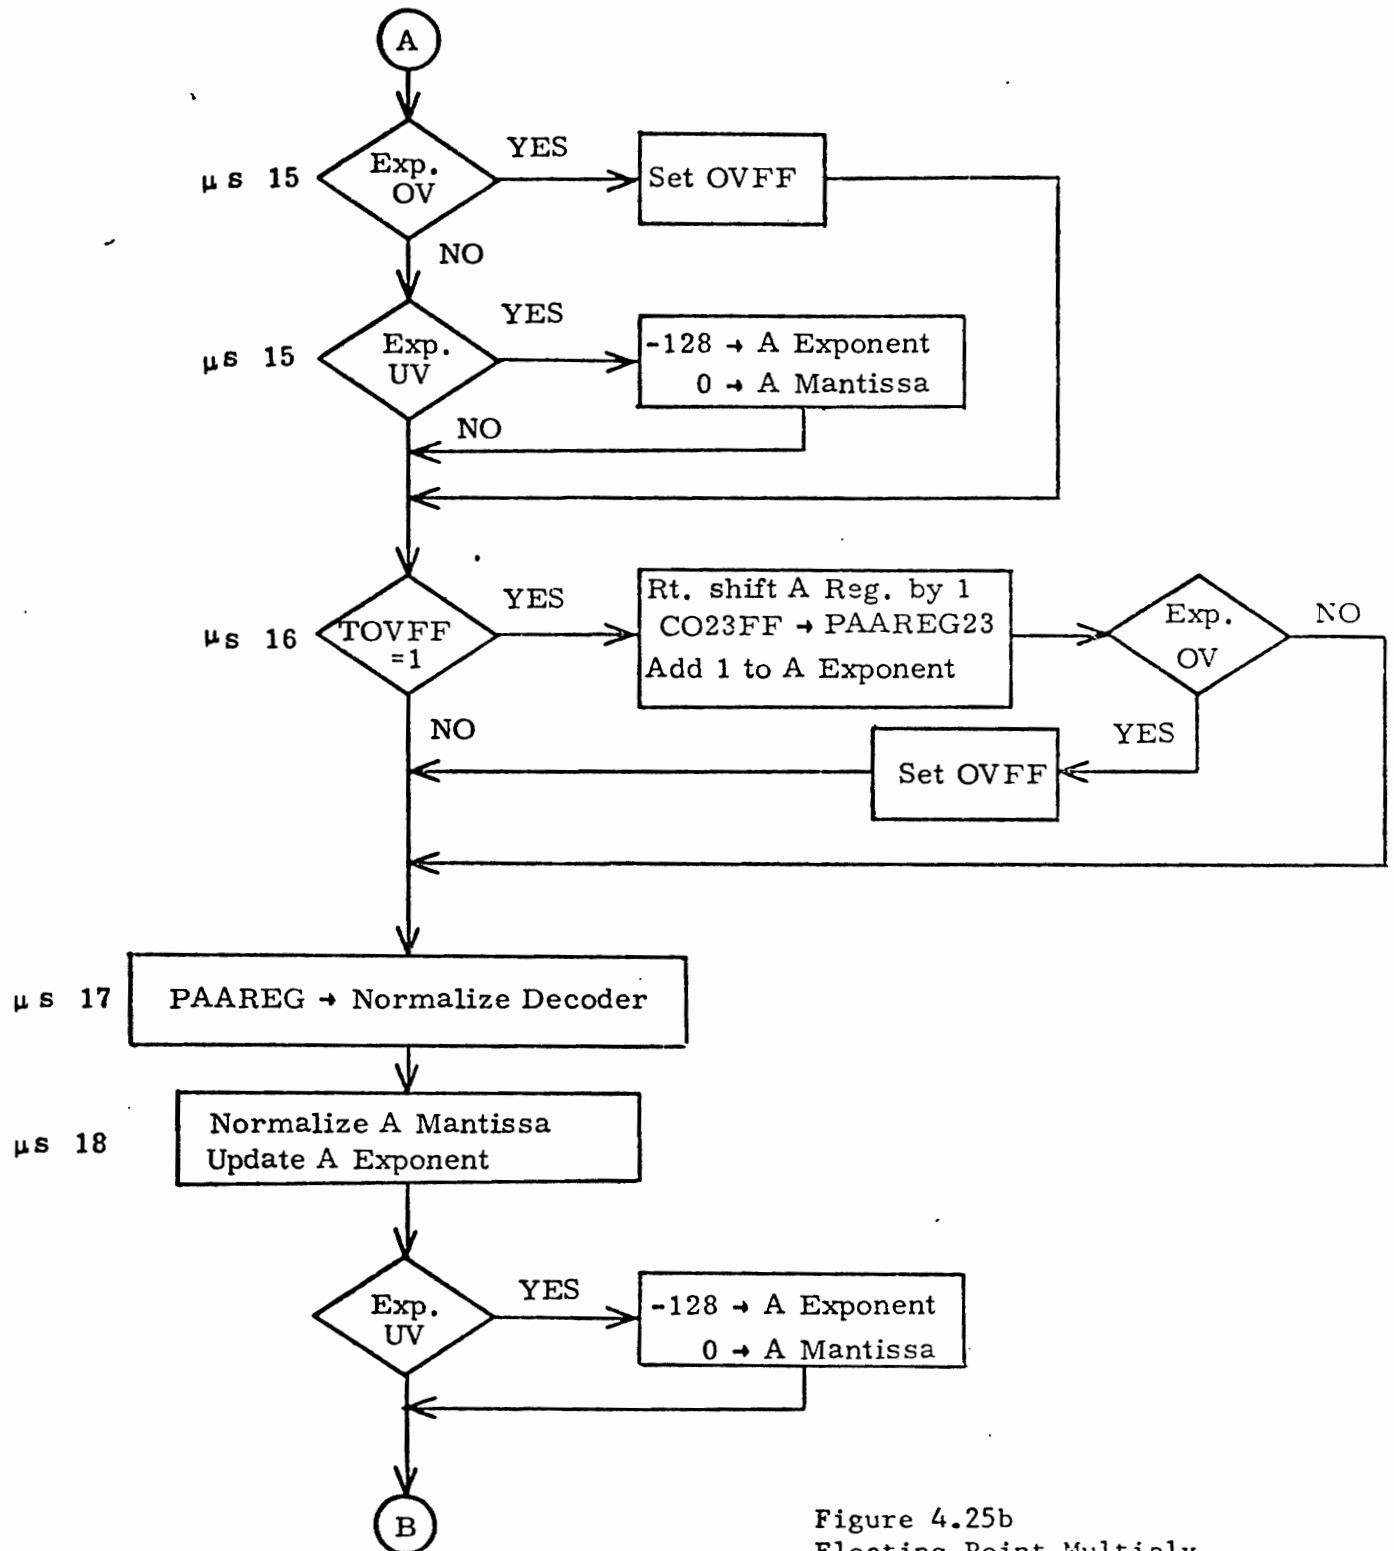 A
µs 15
Exp.
OV
YES
Set OVFF
NO
µs 15
Exp.
UV
YES
-128 → A Exponent
0 → A Mantissa
NO
µs 16
TOVFF
=1
YES
Rt. shift A Reg. by 1
CO23FF → PAAREG23
Add 1 to A Exponent
Exp.
OV
NO
NO
YES
Set OVFF
µs 17
PAAREG → Normalize Decoder
µs 18
Normalize A Mantissa
Update A Exponent
Exp.
UV
YES
-128 → A Exponent
0 → A Mantissa
B
Figure 4.25b
Floating Point Multiply